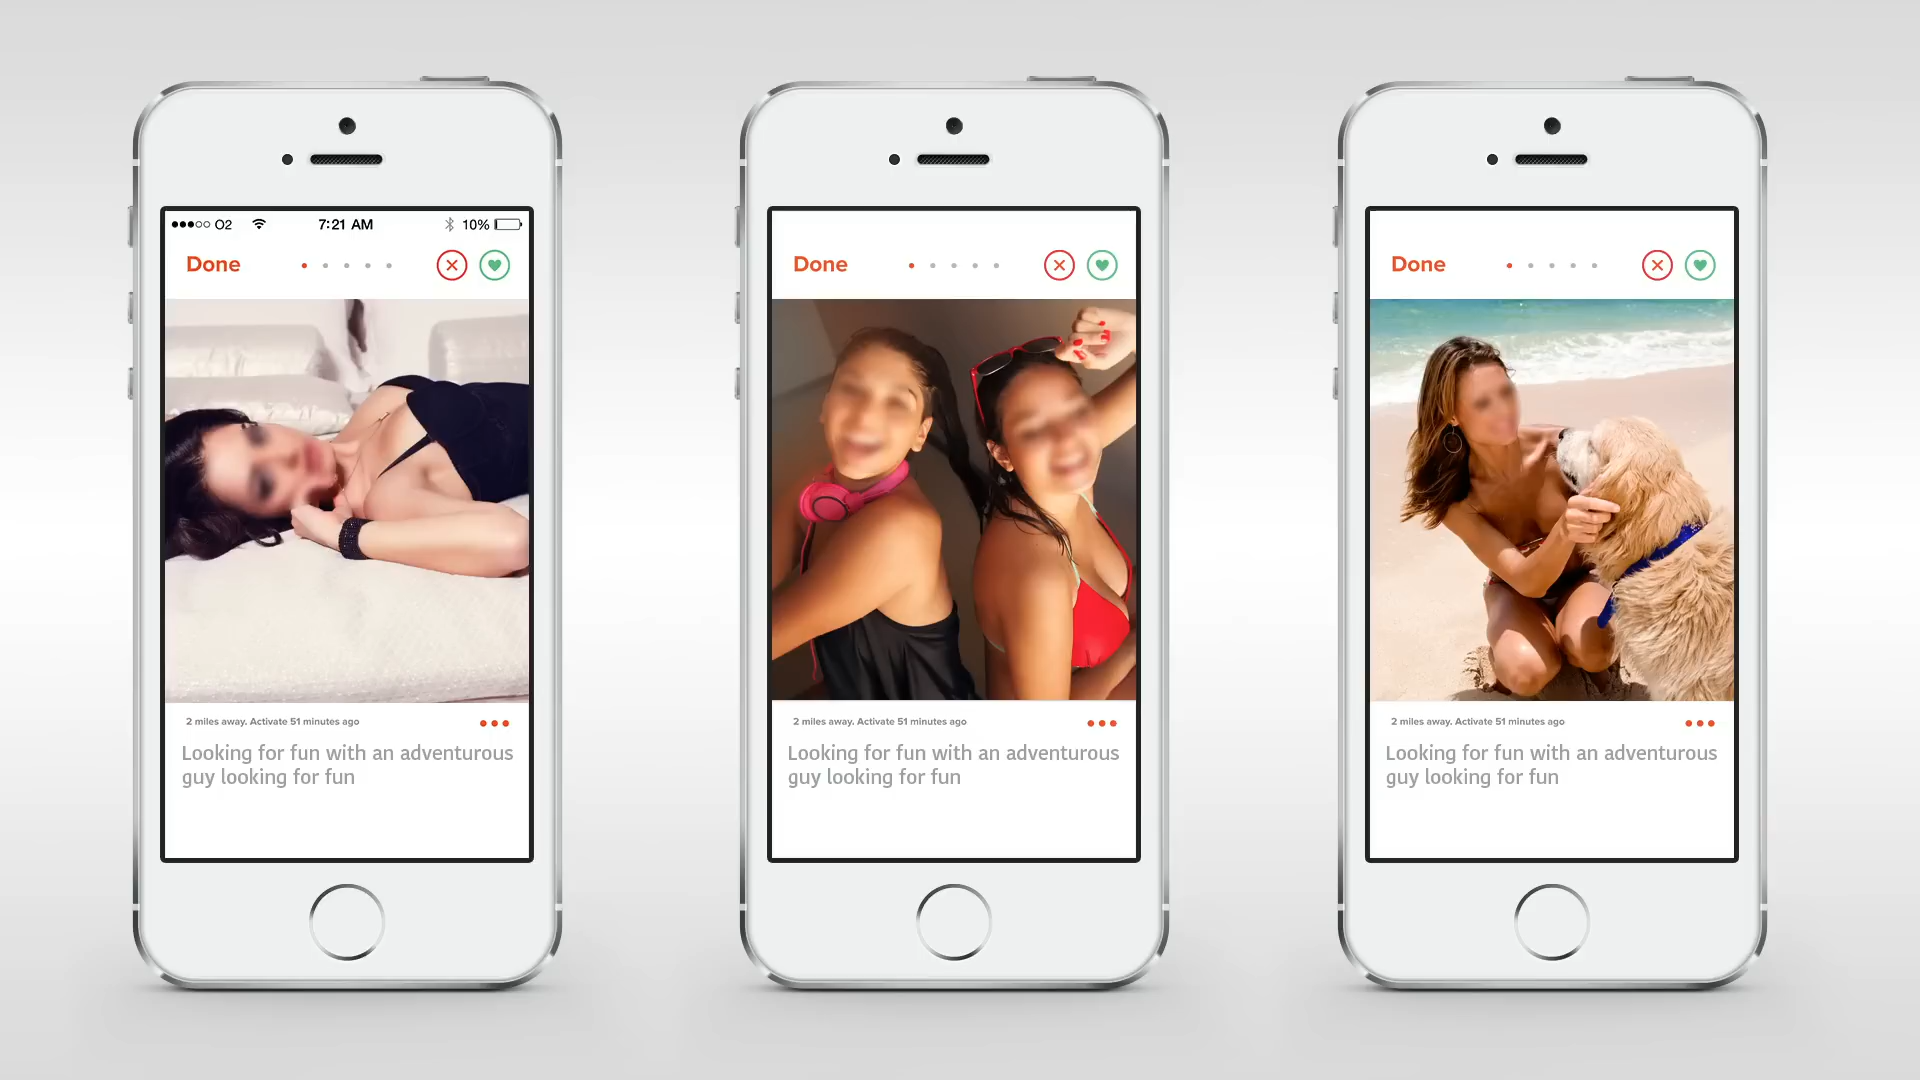 O2 7:21 AM 10%
Done
2 miles away. Activate 51 minutes ago
Looking for fun with an adventurous
guy looking for fun
Done
2 miles away. Activate 51 minutes ago
Looking for fun with an adventurous
guy looking for fun
Done
2 miles away. Activate 51 minutes ago
Looking for fun with an adventurous
guy looking for fun